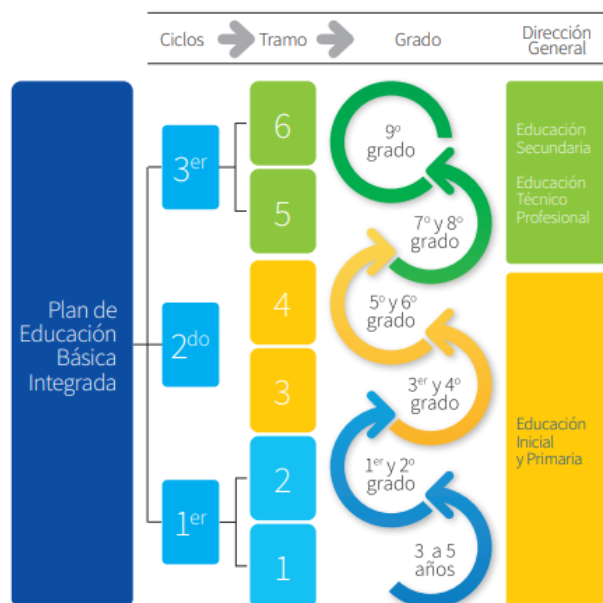 Ciclos
Tramo
Grado
Dirección
General
Plan de
Educación
Básica
Integrada
3er
2do
1er
6
5
4
3
2
1
9º
grado
7º y 8º
grado
5º y 6º
grado
3er y 4º
grado
1er y 2º
grado
3 a 5
años
Educación
Secundaria
Educación
Técnico
Profesional
Educación
Inicial
y Primaria